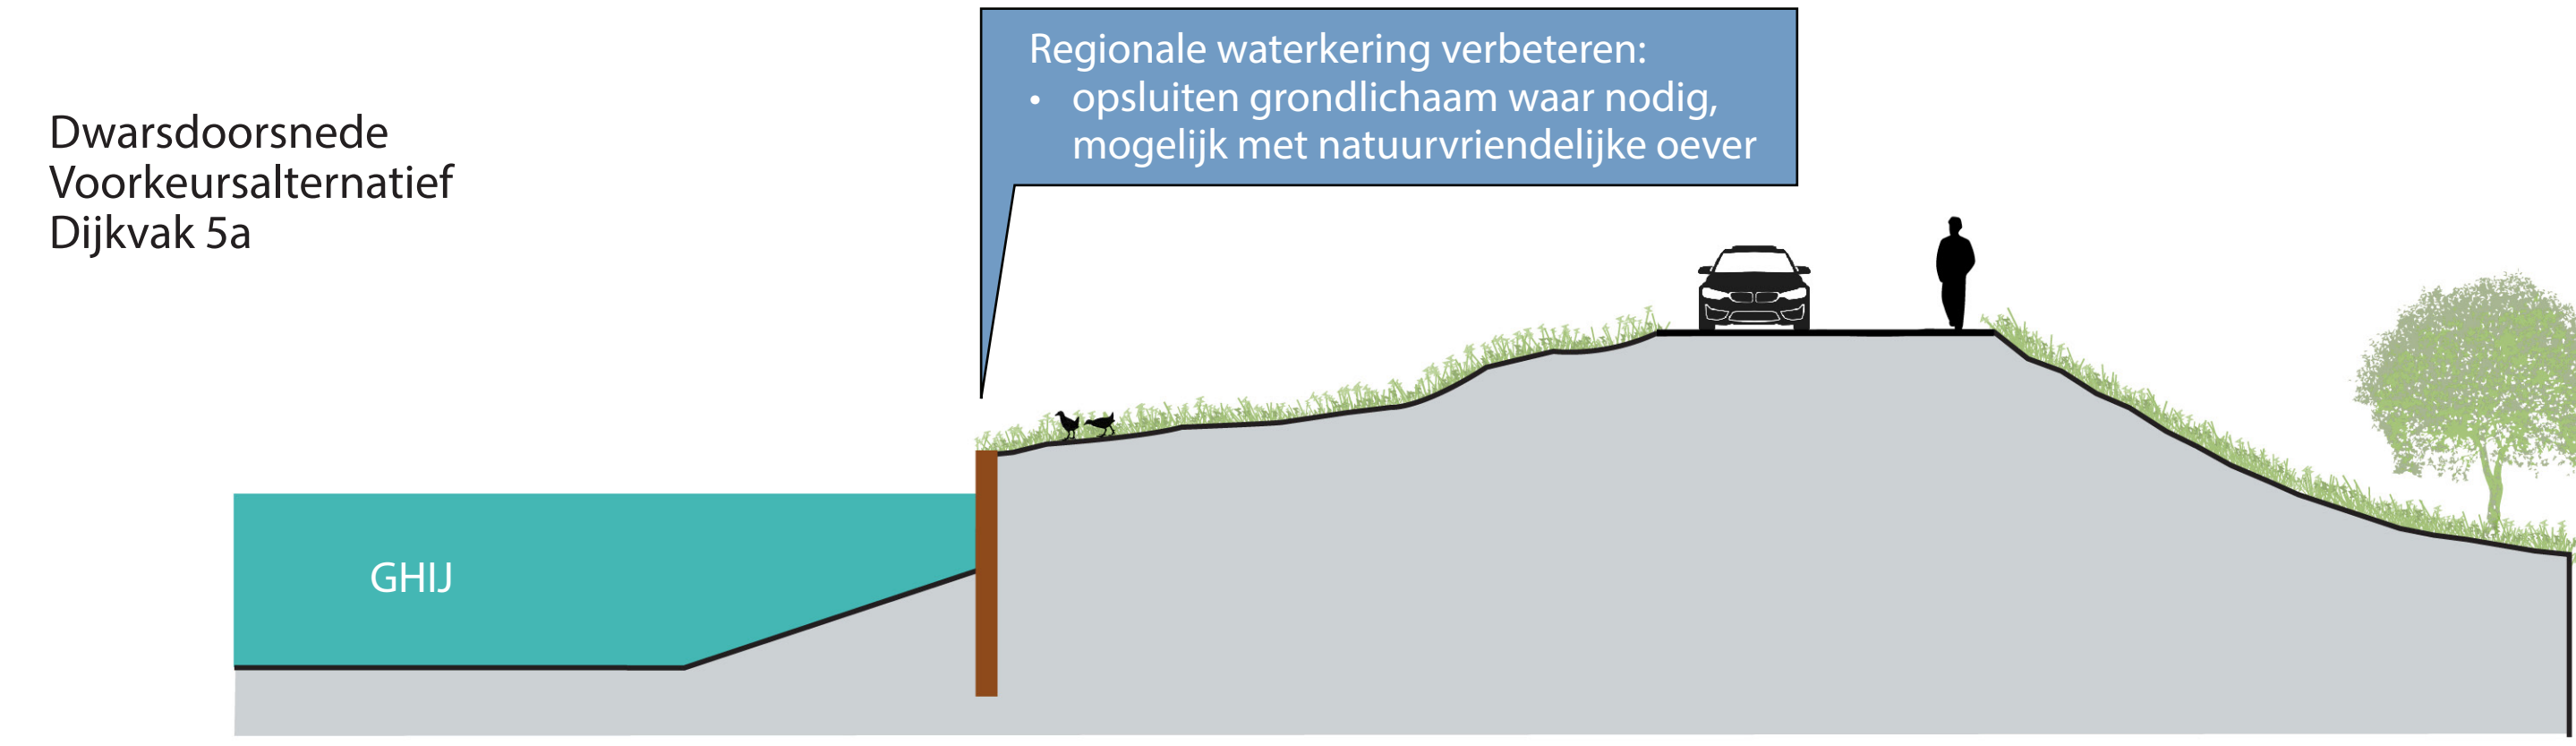 Dwarsdoorsnede
Voorkeursalternatief
Dijkvak 5a
Regionale waterkering verbeteren:
• opsluiten grondlichaam waar nodig,
mogelijk met natuurvriendelijke oever
GHIJ